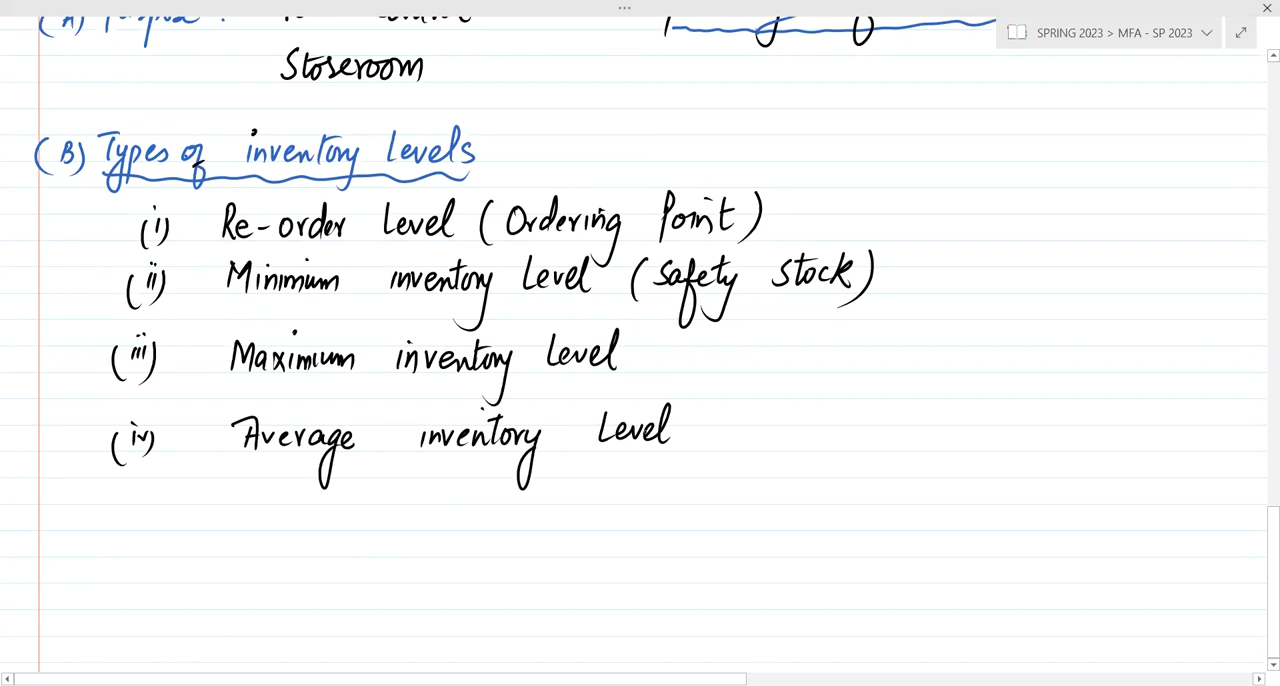 SPRING 2023 > MFA - SP 2023
(A) Purpose :
Storeroom
(B) Types of inventory Levels
(i) Re-order Level (Ordering Point)
(ii) Minimum inventory Level (Safety Stock)
(iii) Maximum inventory Level
(iv) Average inventory Level